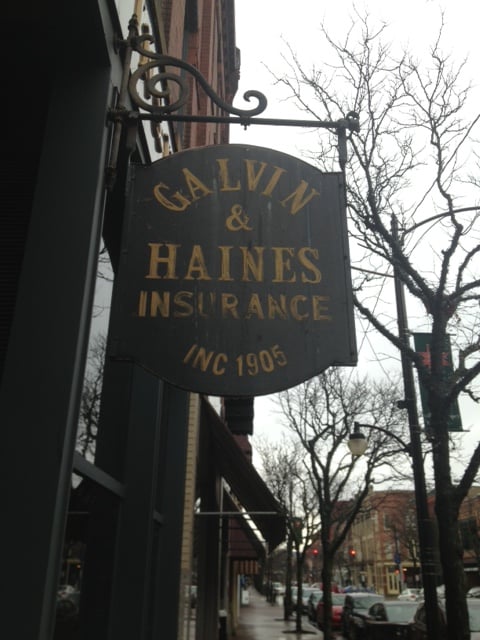 GALVIN
&
HAINES
INSURANCE
INC 1905